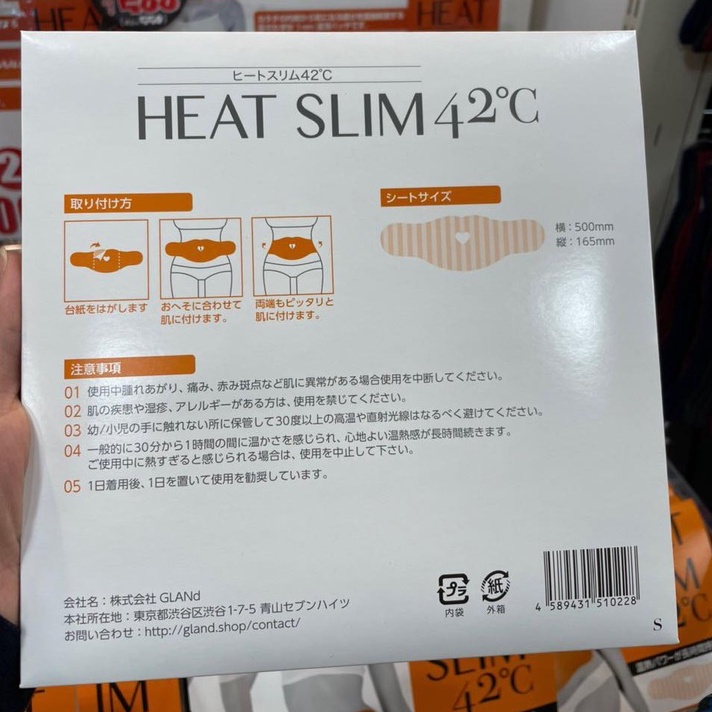 ヒートスリム42℃
HEAT SLIM 42℃
取り付け方
台紙をはがします
おへそに合わせて
肌に付けます。
両端もピッタリと
肌に付けます。
シートサイズ
横：500mm
縦：165mm
注意事項
01 使用中腫れあがり、痛み、赤み斑点など肌に異常がある場合使用を中断してください。
02 肌の疾患や湿疹、アレルギーがある方は、使用を禁じてください。
03 幼/小児の手に触れない所に保管して30度以上の高温や直射光線はなるべく避けてください。
04 一般的に30分から1時間の間に温かさを感じられ、心地よい温熱感が長時間続きます。
ご使用中に熱すぎると感じられる場合は、使用を中止して下さい。
05 1日着用後、1日を置いて使用を勧奨しています。
会社名：株式会社 GLANd
本社所在地：東京都渋谷区渋谷1-7-5 青山セブンハイツ
お問い合わせ：http://gland.shop/contact/
プラ
内袋
紙
外箱
4 589431 510228
S
HEAT
SLIM
42℃